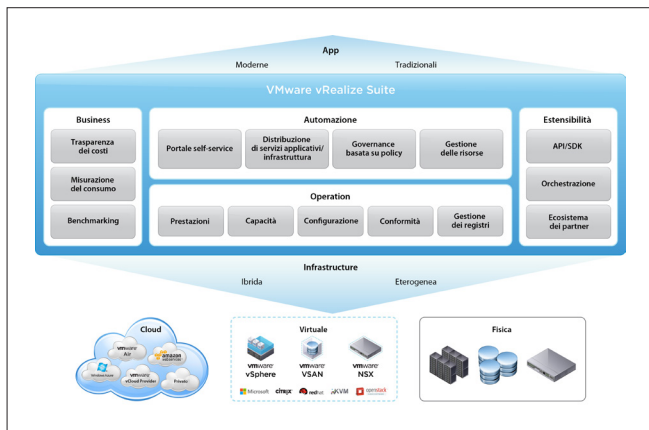 App
Moderne
Tradizionali
VMware vRealize Suite
Business
Trasparenza
dei costi
Misurazione
del consumo
Benchmarking
Automazione
Portale self-service
Distribuzione
di servizi applicativi/
infrastruttura
Governance
basata su policy
Gestione
delle risorse
Operation
Prestazioni
Capacità
Configurazione
Conformità
Gestione
dei registri
Estensibilità
API/SDK
Orchestrazione
Ecosistema
dei partner
Infrastructure
Ibrida
Eterogenea
Cloud
vmware
Air
amazon
webservices
Windows Azure
vmware
vCloud Provider
Privato
Virtuale
vmware
vSphere
vmware
VSAN
vmware
NSX
Microsoft
CITRIX
redhat
KVM
openstack
Fisica